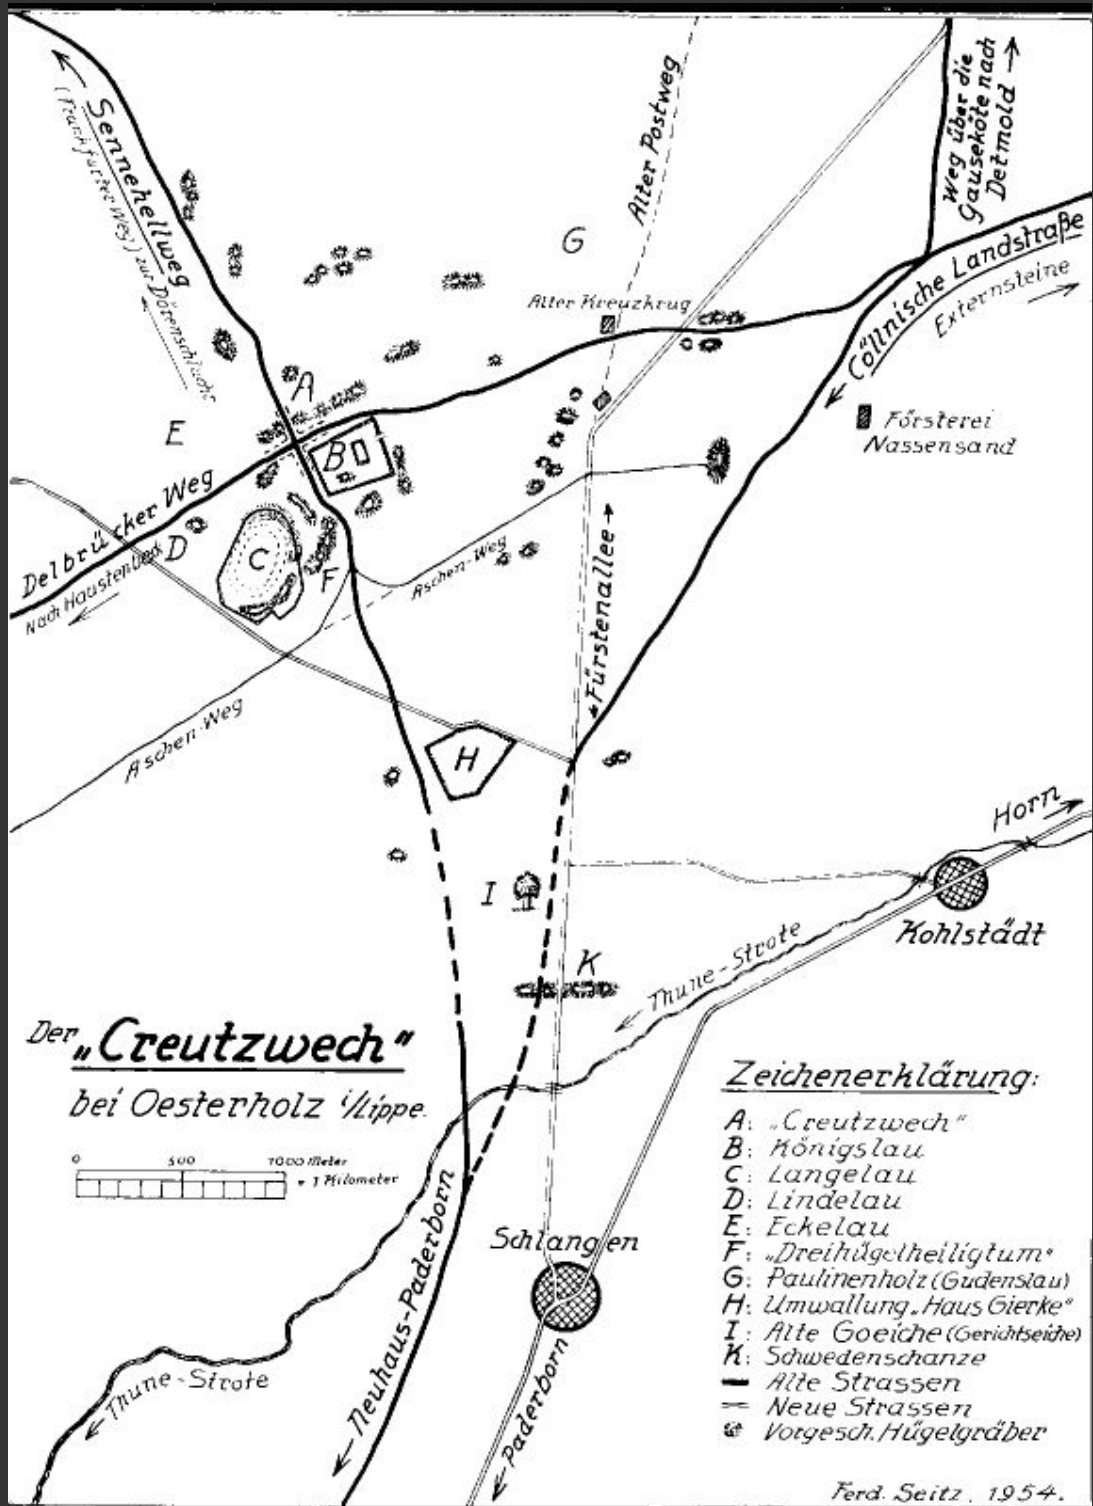 Sennehellweg
(Frankfurter Weg) zur Dörenschlucht
Alter Postweg
Weg über die
Gauseköte nach
Detmold
G
Cöllnische Landstraße
Externsteine
Alter Kreuzkrug
A
E
B
Försterei
Nassensand
Delbrücker Weg
Nach Haustenbeck
D
C
F
Aschen-Weg
Fürstenallee
Aschen-Weg
H
Horn
I
Kohlstädt
K
Thune-Strote
Der „Creutzwech“
bei Oesterholz i/Lippe.
0 500 1000 Meter
= 1 Kilometer
Neuhaus-Paderborn
Schlangen
Thune-Strote
Paderborn
Zeichenerklärung:
A: „Creutzwech“
B: Königslau
C: Langelau
D: Lindelau
E: Eckelau
F: „Dreihügelheiligtum“
G: Paulinenholz (Gudenslau)
H: Umwallung „Haus Gierke“
I: Alte Goeiche (Gerichtseiche)
K: Schwedenschanze
Alte Strassen
Neue Strassen
Vorgesch. Hügelgräber
Ferd. Seitz. 1954.